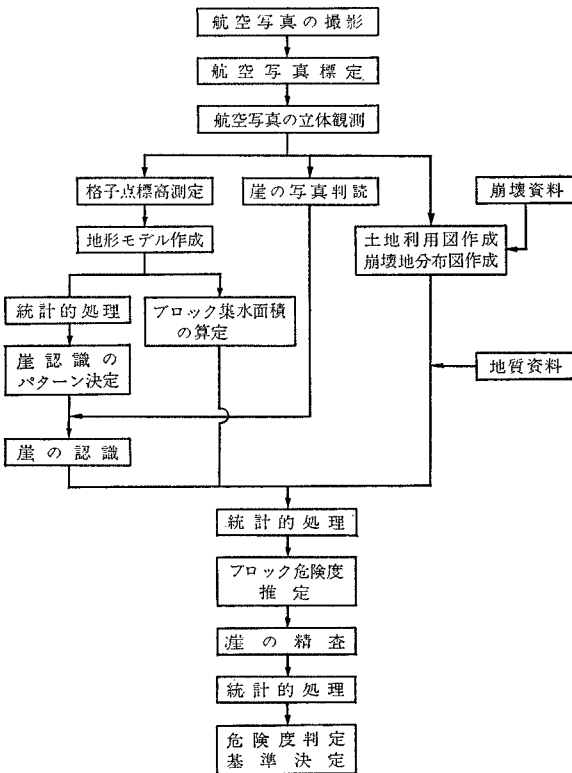 航空写真の撮影
航空写真標定
航空写真の立体観測
格子点標高測定
崖の写真判読
崩壊資料
地形モデル作成
土地利用図作成
崩壊地分布図作成
統計的処理
ブロック集水面積
の算定
崖認識の
パターン決定
地質資料
崖の認識
統計的処理
ブロック危険度
推定
崖の精査
統計的処理
危険度判定
基準決定